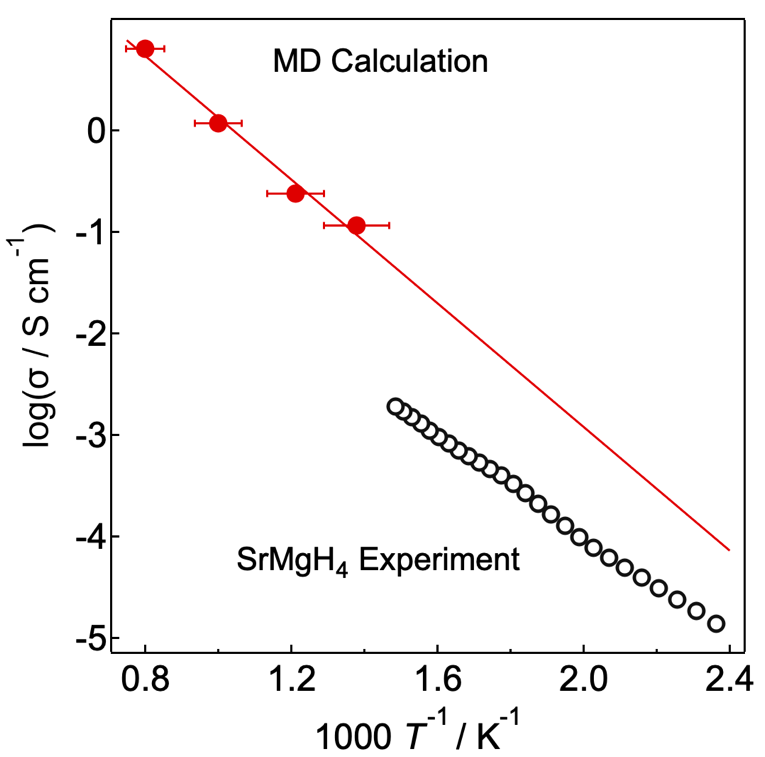 MD Calculation
0
-1
-2
-3
-4
-5
log(σ / S cm⁻¹)
SrMgH₄ Experiment
0.8 1.2 1.6 2.0 2.4
1000 T⁻¹ / K⁻¹